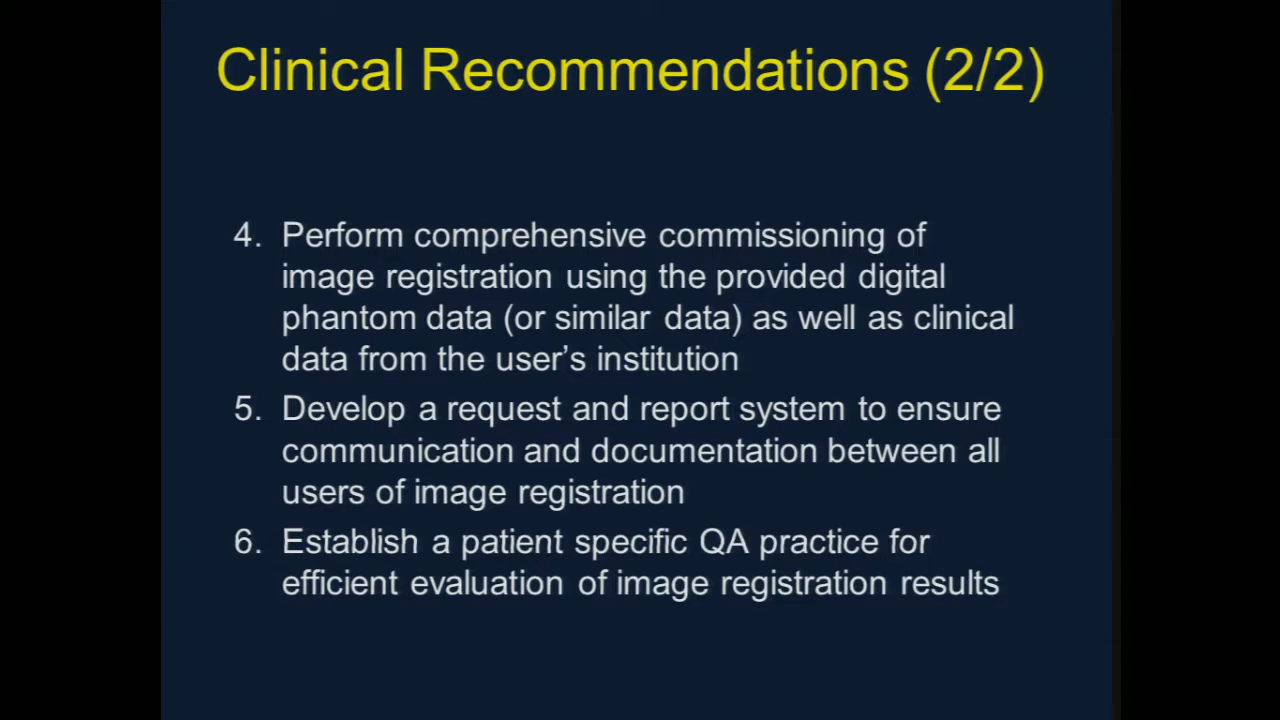 Clinical Recommendations (2/2)
4. Perform comprehensive commissioning of
image registration using the provided digital
phantom data (or similar data) as well as clinical
data from the user’s institution
5. Develop a request and report system to ensure
communication and documentation between all
users of image registration
6. Establish a patient specific QA practice for
efficient evaluation of image registration results